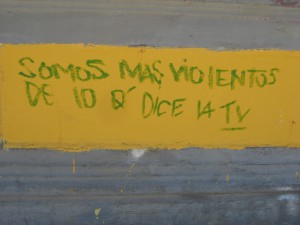 SOMOS MAS VIOLENTOS
DE lO Q' DICE lA TV